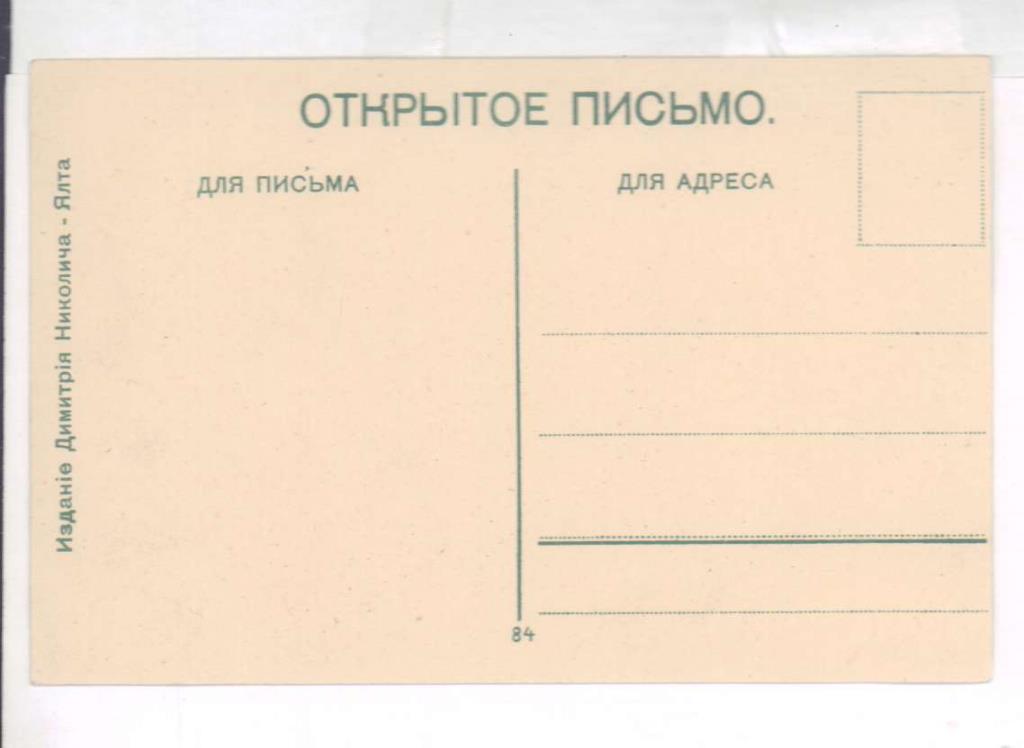 ОТКРЫТОЕ ПИСЬМО.
ДЛЯ ПИСЬМА
ДЛЯ АДРЕСА
Изданіе Димитрія Николича - Ялта
84